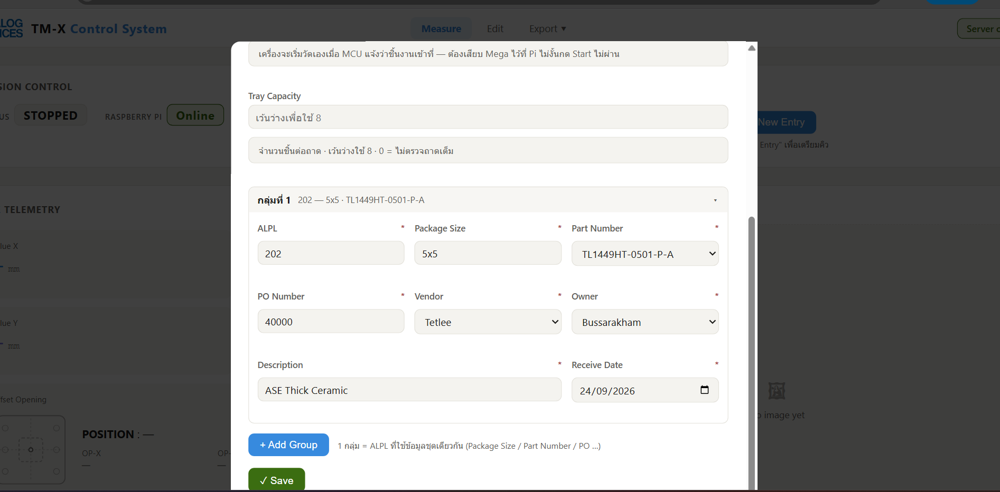 LOG
ICES
TM-X Control System
Measure
Edit
Export ▼
Server
เครื่องจะเริ่มวัดเองเมื่อ MCU แจ้งว่าชิ้นงานเข้าที่ — ต้องเสียบ Mega ไว้ที่ Pi ไม่งั้นกด Start ไม่ผ่าน
SION CONTROL
US STOPPED
RASPBERRY PI Online
New Entry
Entry" เพื่อเตรียมคิว
Tray Capacity
เว้นว่างเพื่อใช้ 8
จำนวนชิ้นต่อถาด · เว้นว่างใช้ 8 · 0 = ไม่ตรวจถาดเต็ม
TELEMETRY
lue X
mm
lue Y
mm
กลุ่มที่ 1 202 — 5x5 · TL1449HT-0501-P-A
ALPL *
Package Size *
Part Number *
202
5x5
TL1449HT-0501-P-A
PO Number *
Vendor *
Owner *
40000
Tetlee
Bussarakham
Description *
Receive Date *
ASE Thick Ceramic
24/09/2026
ffset Opening
POSITION : —
OP-X
—
OP-
—
o image yet
+ Add Group
1 กลุ่ม = ALPL ที่ใช้ข้อมูลชุดเดียวกัน (Package Size / Part Number / PO ...)
✓ Save